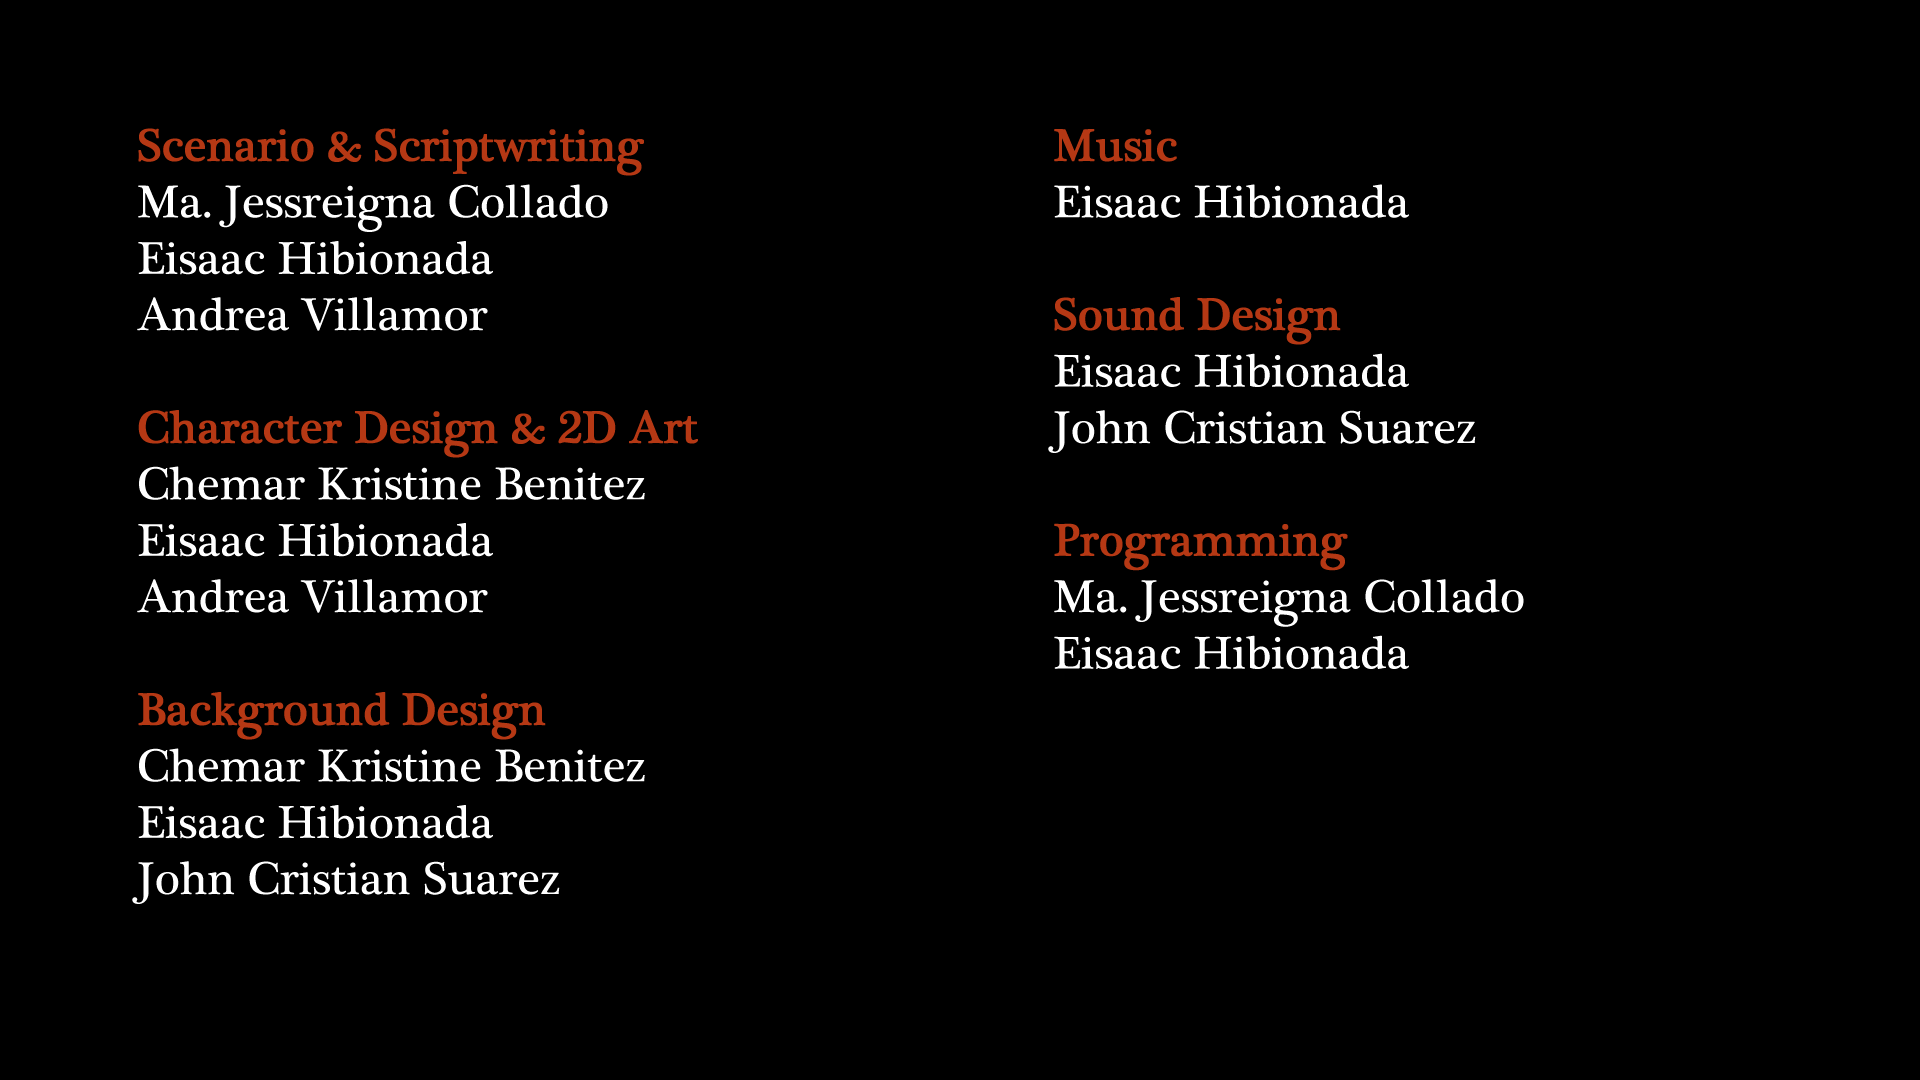 Scenario & Scriptwriting
Ma. Jessreigna Collado
Eisaac Hibionada
Andrea Villamor
Character Design & 2D Art
Chemar Kristine Benitez
Eisaac Hibionada
Andrea Villamor
Background Design
Chemar Kristine Benitez
Eisaac Hibionada
John Cristian Suarez
Music
Eisaac Hibionada
Sound Design
Eisaac Hibionada
John Cristian Suarez
Programming
Ma. Jessreigna Collado
Eisaac Hibionada